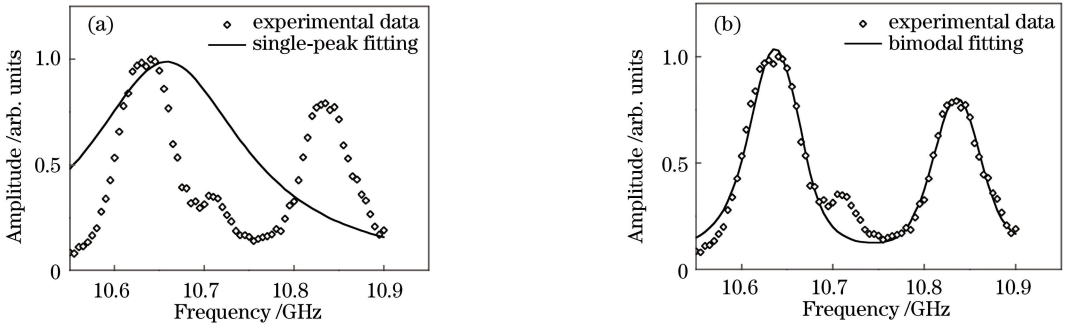 (a)
experimental data
single-peak fitting
Amplitude /arb. units
1.0
0.5
0
10.6 10.7 10.8 10.9
Frequency /GHz
(b)
experimental data
bimodal fitting
Amplitude /arb. units
1.0
0.5
0
10.6 10.7 10.8 10.9
Frequency /GHz